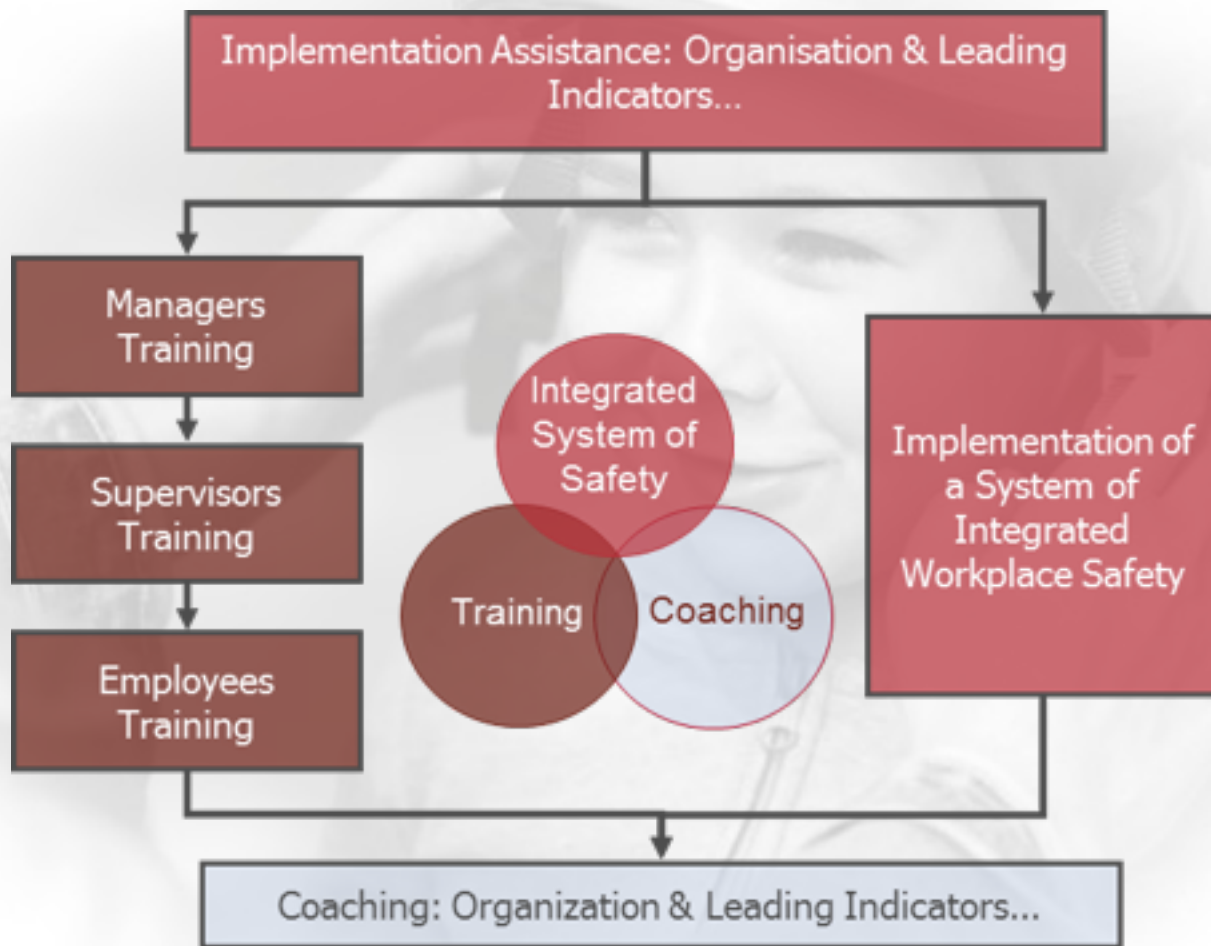 Implementation Assistance: Organisation & Leading
Indicators...
Managers
Training
Supervisors
Training
Employees
Training
Integrated
System of
Safety
Training
Coaching
Implementation of
a System of
Integrated
Workplace Safety
Coaching: Organization & Leading Indicators...